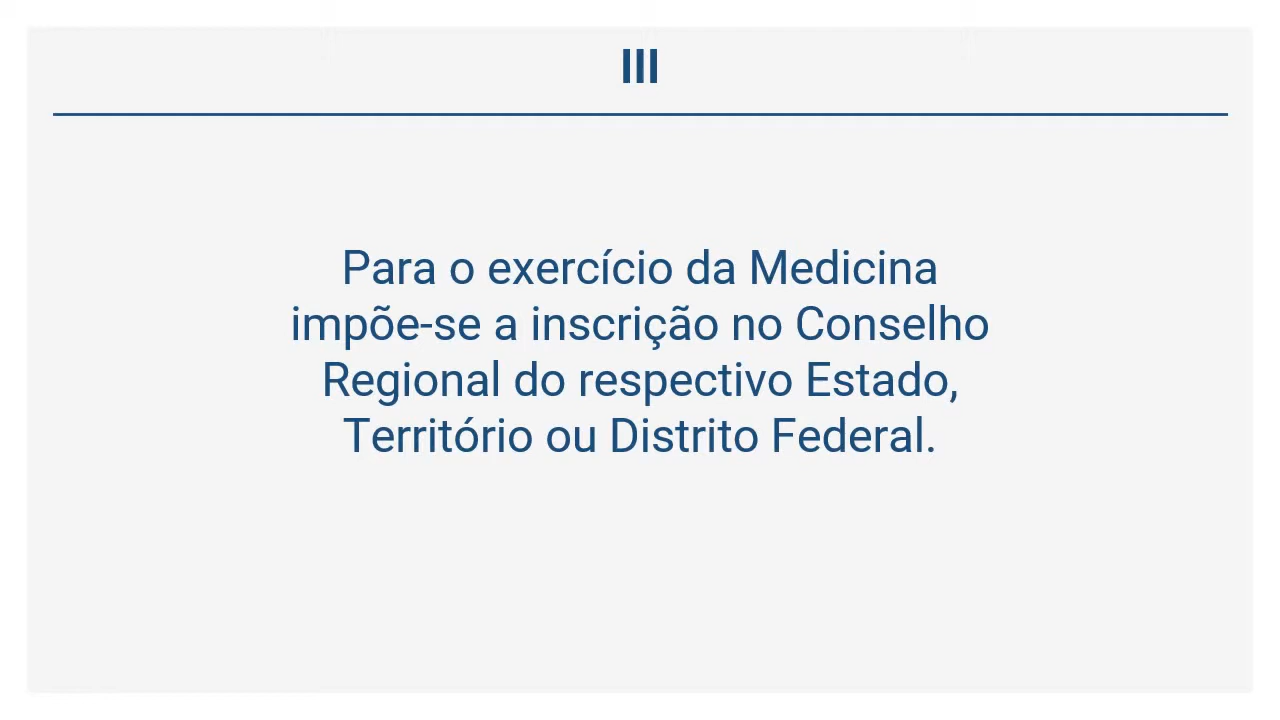 III
Para o exercício da Medicina
impõe-se a inscrição no Conselho
Regional do respectivo Estado,
Território ou Distrito Federal.